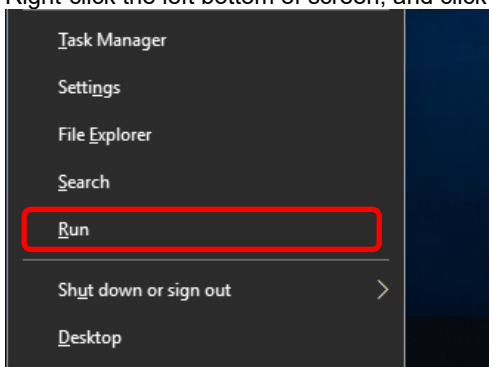 Right click the left bottom of screen, and click
Task Manager
Settings
File Explorer
Search
Run
Shut down or sign out
Desktop